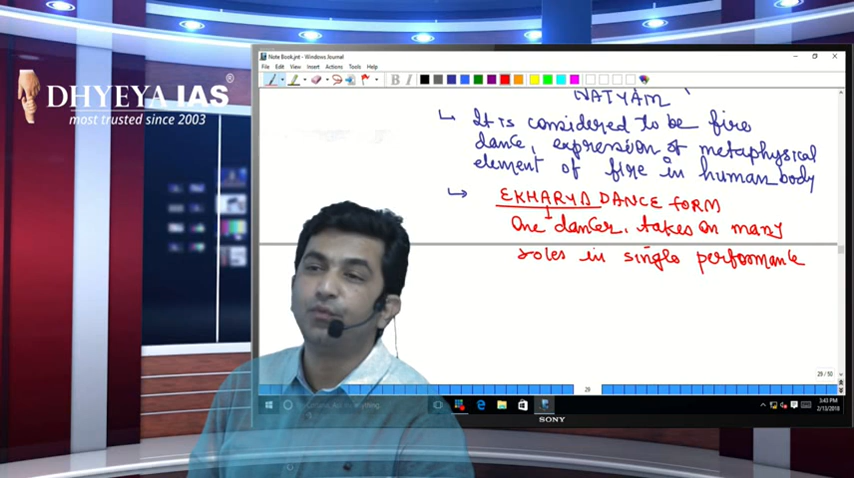 DHYEYA IAS®
most trusted since 2003
Note Book.jnt - Windows Journal
File Edit View Insert Actions Tools Help
B I
NATYAM
It is considered to be fire
dance, expression of metaphysical
element of fire in human body
EKHARYA DANCE FORM
One dancer, takes on many
roles in single performance
29 / 50
29
3:43 PM
2/13/2018
SONY